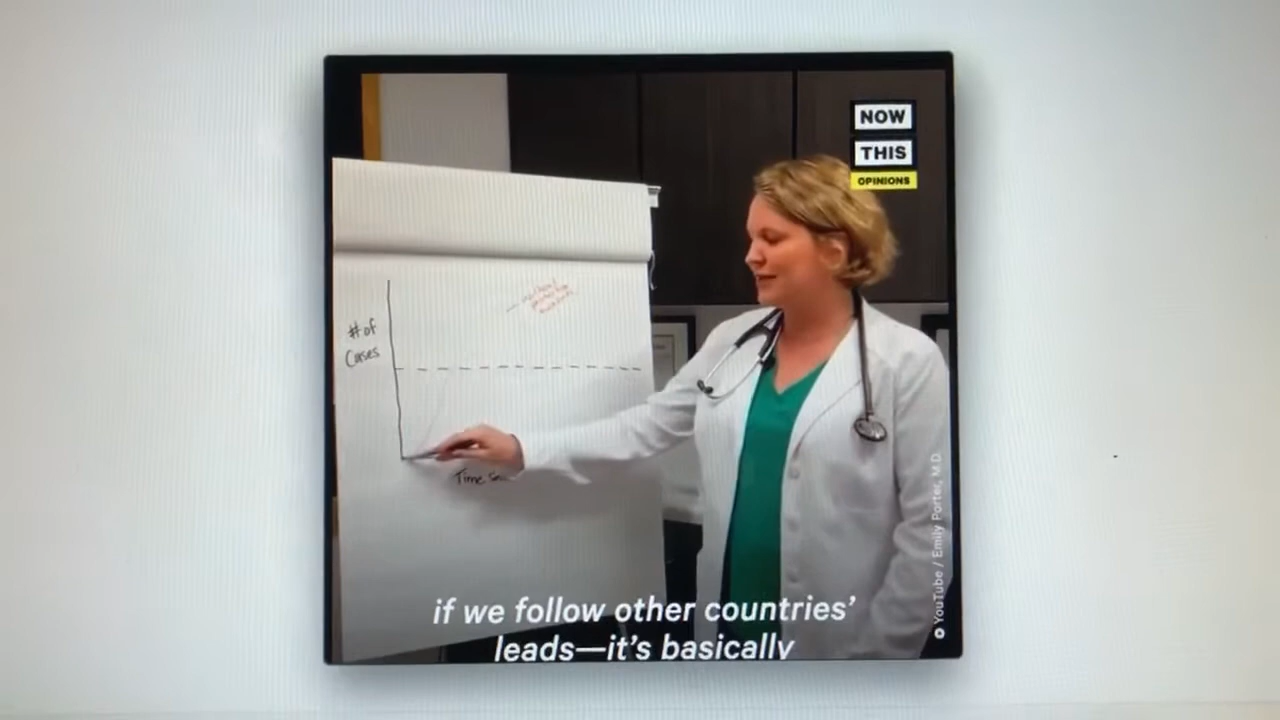 NOW
THIS
OPINIONS
# of
Cases
Time
YouTube / Emily Porter, M.D.
if we follow other countries'
leads—it's basically